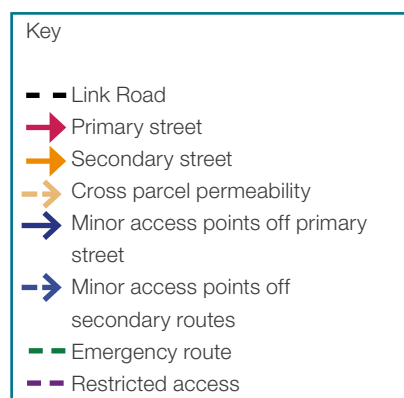 Key
Link Road
Primary street
Secondary street
Cross parcel permeability
Minor access points off primary
street
Minor access points off
secondary routes
Emergency route
Restricted access